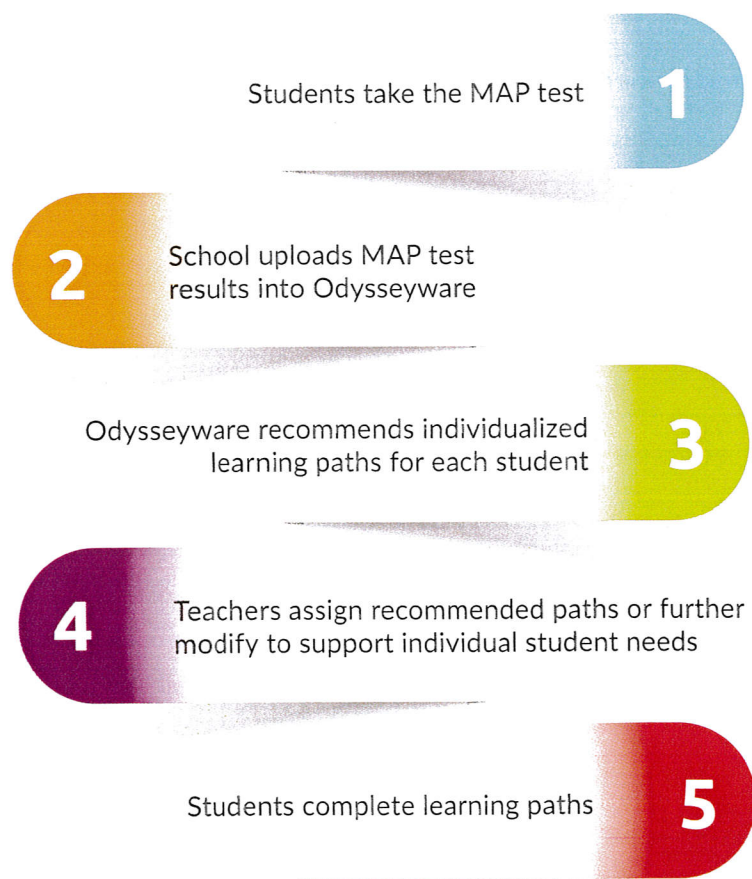 Students take the MAP test
1
2
School uploads MAP test
results into Odysseyware
Odysseyware recommends individualized
learning paths for each student
3
4
Teachers assign recommended paths or further
modify to support individual student needs
Students complete learning paths
5